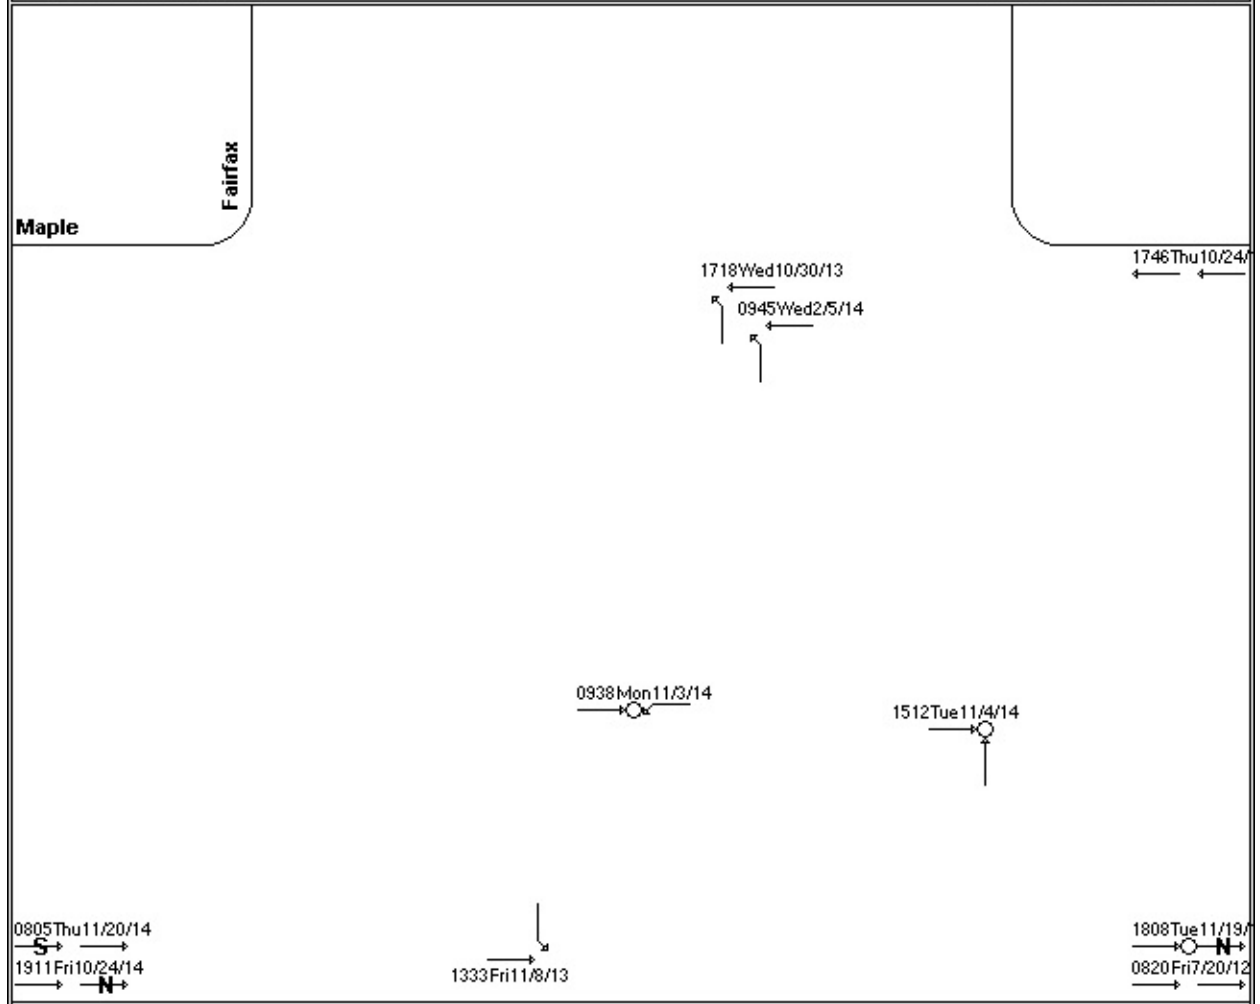 Fairfax
Maple
1746Thu10/24/
1718Wed10/30/13
0945Wed2/5/14
0938Mon11/3/14
1512Tue11/4/14
0805Thu11/20/14
S
1808Tue11/19/
N
1911Fri10/24/14
N
1333Fri11/8/13
0820Fri7/20/12